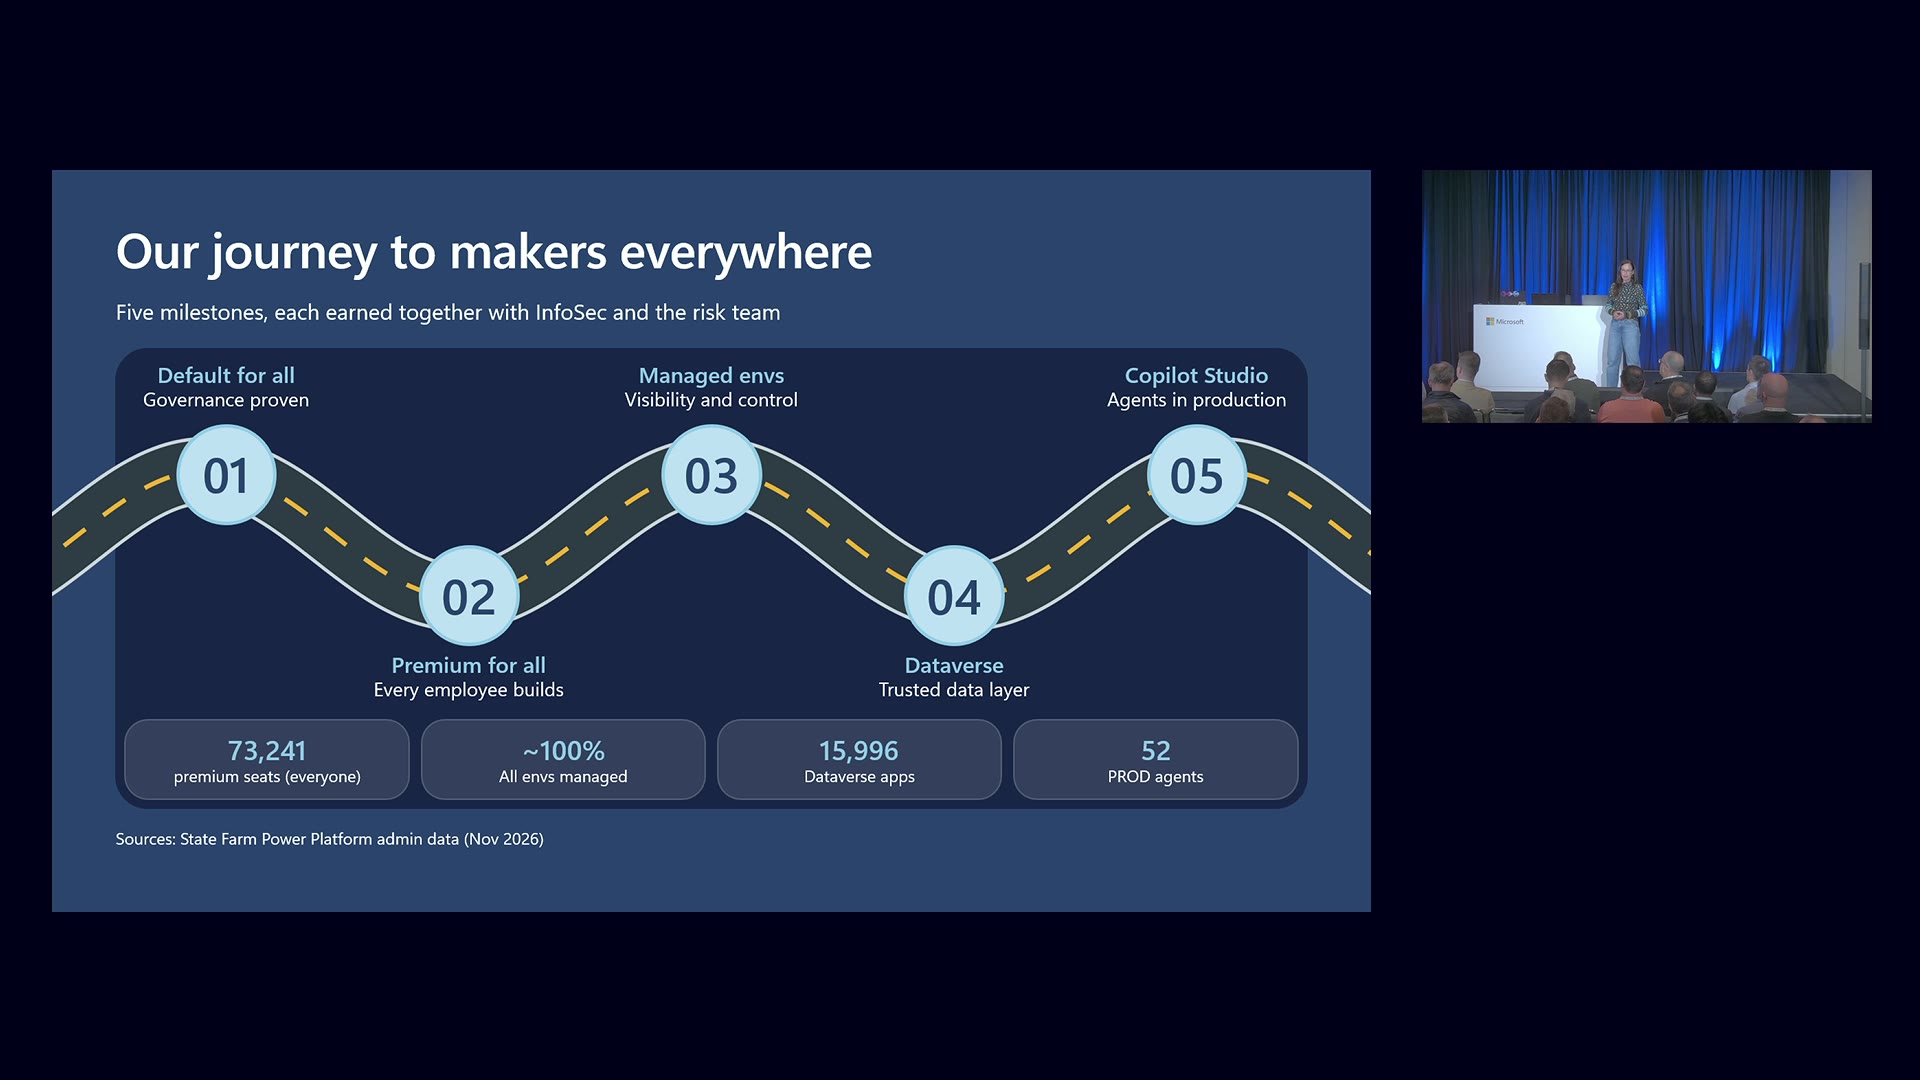 Our journey to makers everywhere
Five milestones, each earned together with InfoSec and the risk team
Default for all
Governance proven
Managed envs
Visibility and control
Copilot Studio
Agents in production
01
03
05
02
04
Premium for all
Every employee builds
Dataverse
Trusted data layer
73,241
premium seats (everyone)
~100%
All envs managed
15,996
Dataverse apps
52
PROD agents
Sources: State Farm Power Platform admin data (Nov 2026)
Microsoft